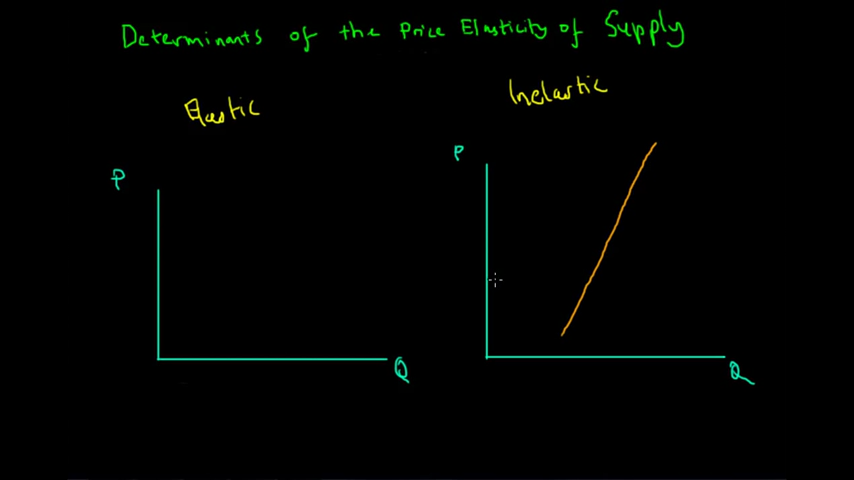 Determinants of the Price Elasticity of Supply
Elastic
Inelastic
P
P
Q
Q